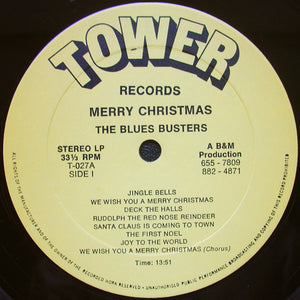 TOWER
RECORDS
MERRY CHRISTMAS
THE BLUES BUSTERS
STEREO LP
33⅓ RPM
T-027A
SIDE I
A B&M
Production
655 - 7809
882 - 4871
JINGLE BELLS
WE WISH YOU A MERRY CHRISTMAS
DECK THE HALLS
RUDOLPH THE RED NOSE REINDEER
SANTA CLAUS IS COMING TO TOWN
THE FIRST NOEL
JOY TO THE WORLD
WE WISH YOU A MERRY CHRISTMAS (Chorus)
Time: 13:51
ALL RIGHTS OF THE MANUFACTURER AND OF THE OWNER OF THE RECORDED WORK RESERVED - UNAUTHORISED PUBLIC PERFORMANCE BROADCASTING AND COPYING OF THIS RECORD PROHIBITED